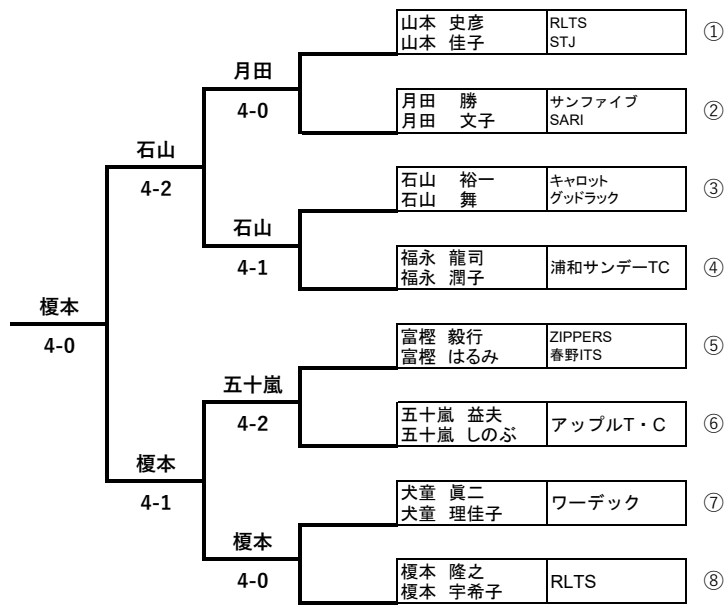 山本 史彦 RLTS ①
山本 佳子 STJ
月田
4-0
月田 勝 サンファイブ ②
月田 文子 SARI
石山
4-2
石山 裕一 キャロット ③
石山 舞 グッドラック
石山
4-1
福永 龍司 浦和サンデーTC ④
福永 潤子
榎本
4-0
富樫 毅行 ZIPPERS ⑤
富樫 はるみ 春野ITS
五十嵐
4-2
五十嵐 益夫 アップルT・C ⑥
五十嵐 しのぶ
榎本
4-1
犬童 眞二 ワーデック ⑦
犬童 理佳子
榎本
4-0
榎本 隆之 RLTS ⑧
榎本 宇希子